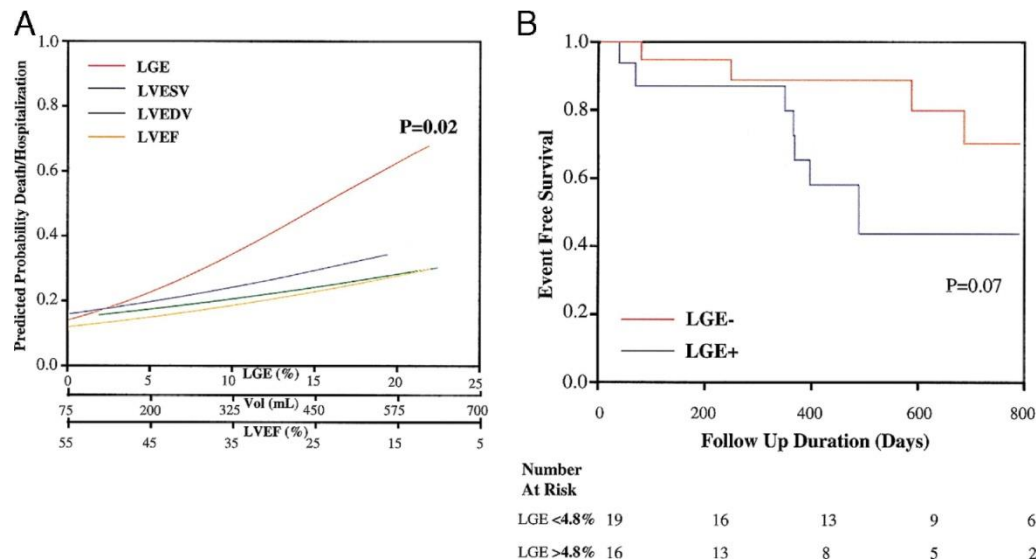 A
Predicted Probability Death/Hospitalization
1.0
0.8
0.6
0.4
0.2
0.0
LGE
LVESV
LVEDV
LVEF
P=0.02
0 5 10 15 20 25
LGE (%)
75 200 325 450 575 700
Vol (mL)
55 45 35 25 15 5
LVEF (%)
B
Event Free Survival
1.0
0.8
0.6
0.4
0.2
0.0
P=0.07
LGE-
LGE+
0 200 400 600 800
Follow Up Duration (Days)
Number
At Risk
LGE <4.8% 19 16 13 9 6
LGE >4.8% 16 13 8 5 2